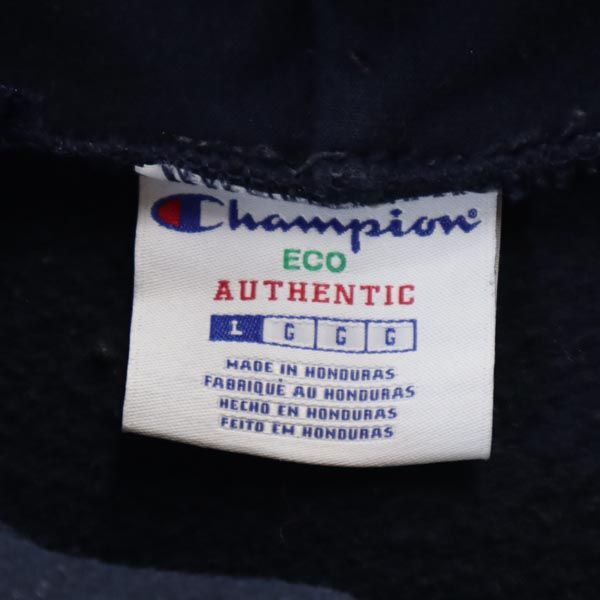 Champion
ECO
AUTHENTIC
L G G G
MADE IN HONDURAS
FABRIQUÉ AU HONDURAS
HECHO EN HONDURAS
FEITO EM HONDURAS